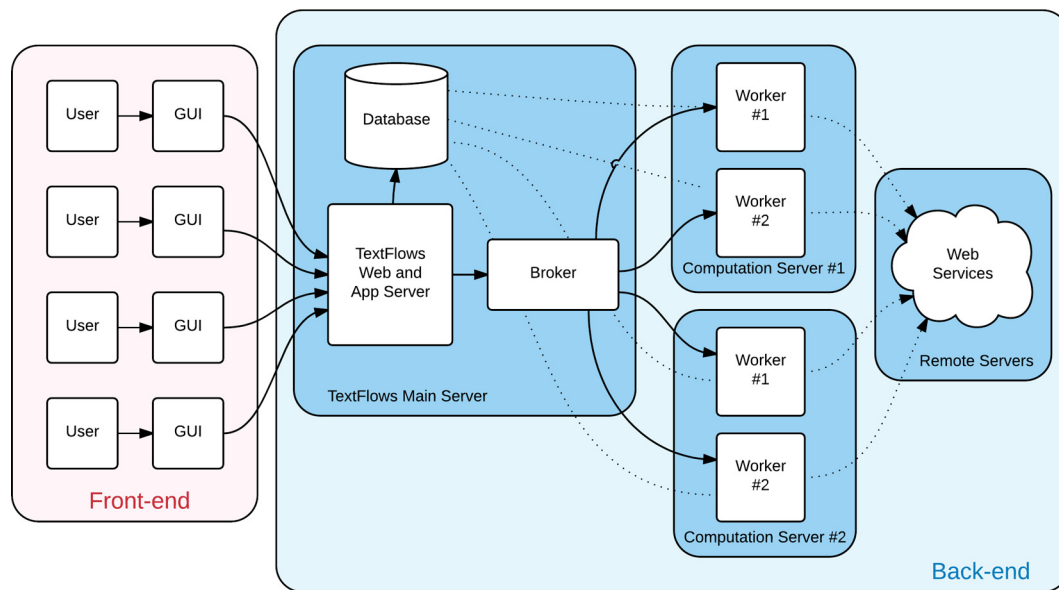 User
GUI
User
GUI
User
GUI
User
GUI
Front-end
Database
TextFlows
Web and
App Server
Broker
TextFlows Main Server
Worker
#1
Worker
#2
Computation Server #1
Worker
#1
Worker
#2
Computation Server #2
Web
Services
Remote Servers
Back-end